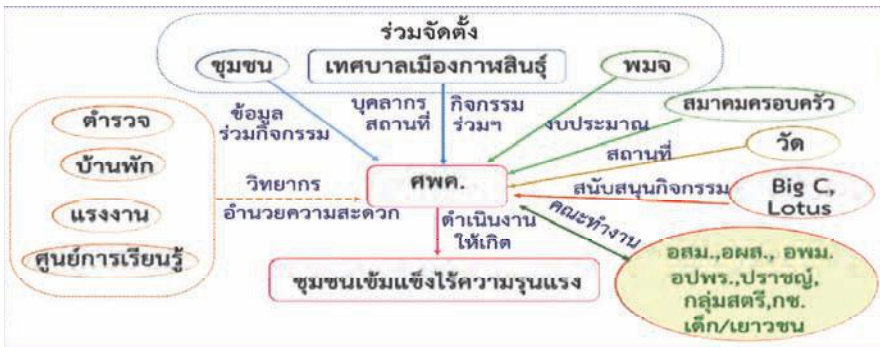 ร่วมจัดตั้ง
ชุมชน
เทศบาลเมืองกาฬสินธุ์
พมจ
ข้อมูล
ร่วมกิจกรรม
บุคลากร
สถานที่
กิจกรรม
ร่วมฯ
งบประมาณ
สมาคมครอบครัว
สถานที่
วัด
ตำรวจ
บ้านพัก
แรงงาน
ศูนย์การเรียนรู้
วิทยากร
อำนวยความสะดวก
ศพค.
สนับสนุนกิจกรรม
Big C,
Lotus
ดำเนินงาน
ให้เกิด
คณะทำงาน
ชุมชนเข้มแข็งไร้ความรุนแรง
อสม.,อผส., อพม.
อปพร.,ปราชญ์,
กลุ่มสตรี,กช.
เด็ก/เยาวชน